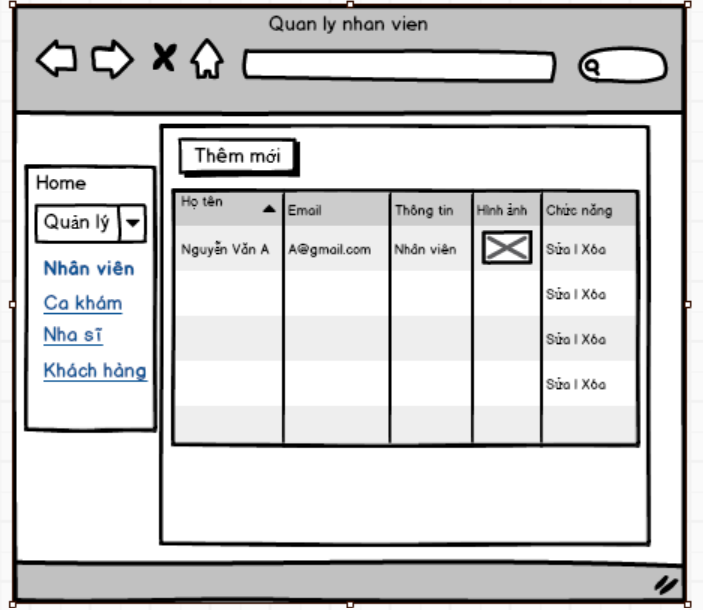 Quan ly nhan vien
Thêm mới
Home
Quản lý
Nhân viên
Ca khám
Nha sĩ
Khách hàng
Họ tên Email Thông tin Hình ảnh Chức năng
Nguyễn Văn A A@gmail.com Nhân viên Sửa | Xóa
Sửa | Xóa
Sửa | Xóa
Sửa | Xóa